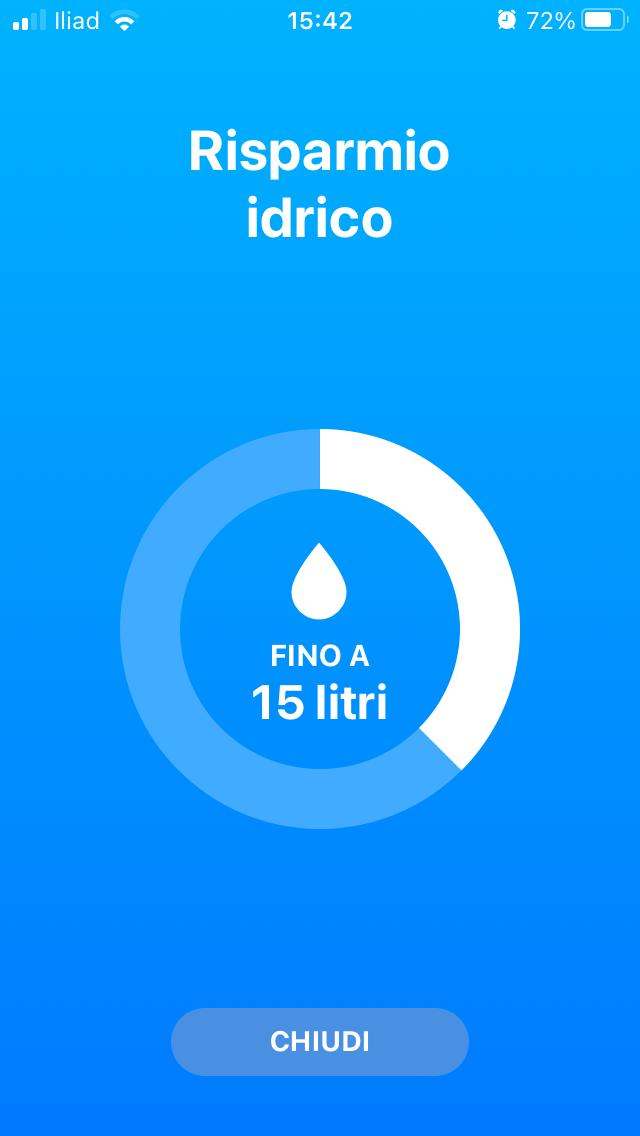 Iliad 15:42 72%
Risparmio
idrico
FINO A
15 litri
CHIUDI